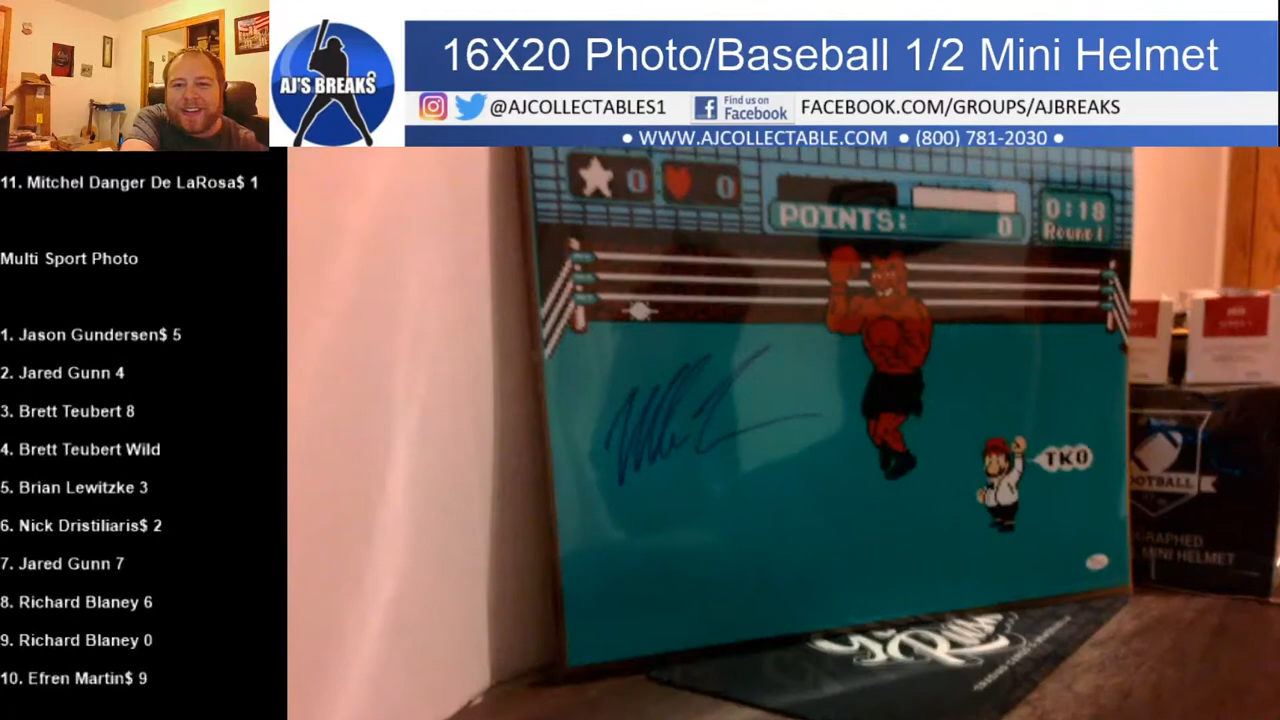 AJ'S BREAKS
16X20 Photo/Baseball 1/2 Mini Helmet
@AJCOLLECTABLES1
Find us on
Facebook
FACEBOOK.COM/GROUPS/AJBREAKS
• WWW.AJCOLLECTABLE.COM • (800) 781-2030 •
11. Mitchel Danger De LaRosa$ 1
Multi Sport Photo
1. Jason Gundersen$ 5
2. Jared Gunn 4
3. Brett Teubert 8
4. Brett Teubert Wild
5. Brian Lewitzke 3
6. Nick Dristiliaris$ 2
7. Jared Gunn 7
8. Richard Blaney 6
9. Richard Blaney 0
10. Efren Martin$ 9
0
0
POINTS:
0
0:18
Round 1
TKO
OOTBALL
GRAPHED
MINI HELMET